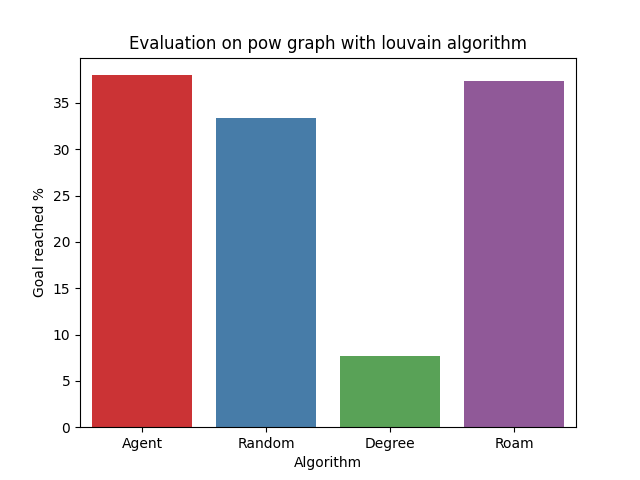 Evaluation on pow graph with louvain algorithm
Goal reached %
35
30
25
20
15
10
5
0
Agent Random Degree Roam
Algorithm